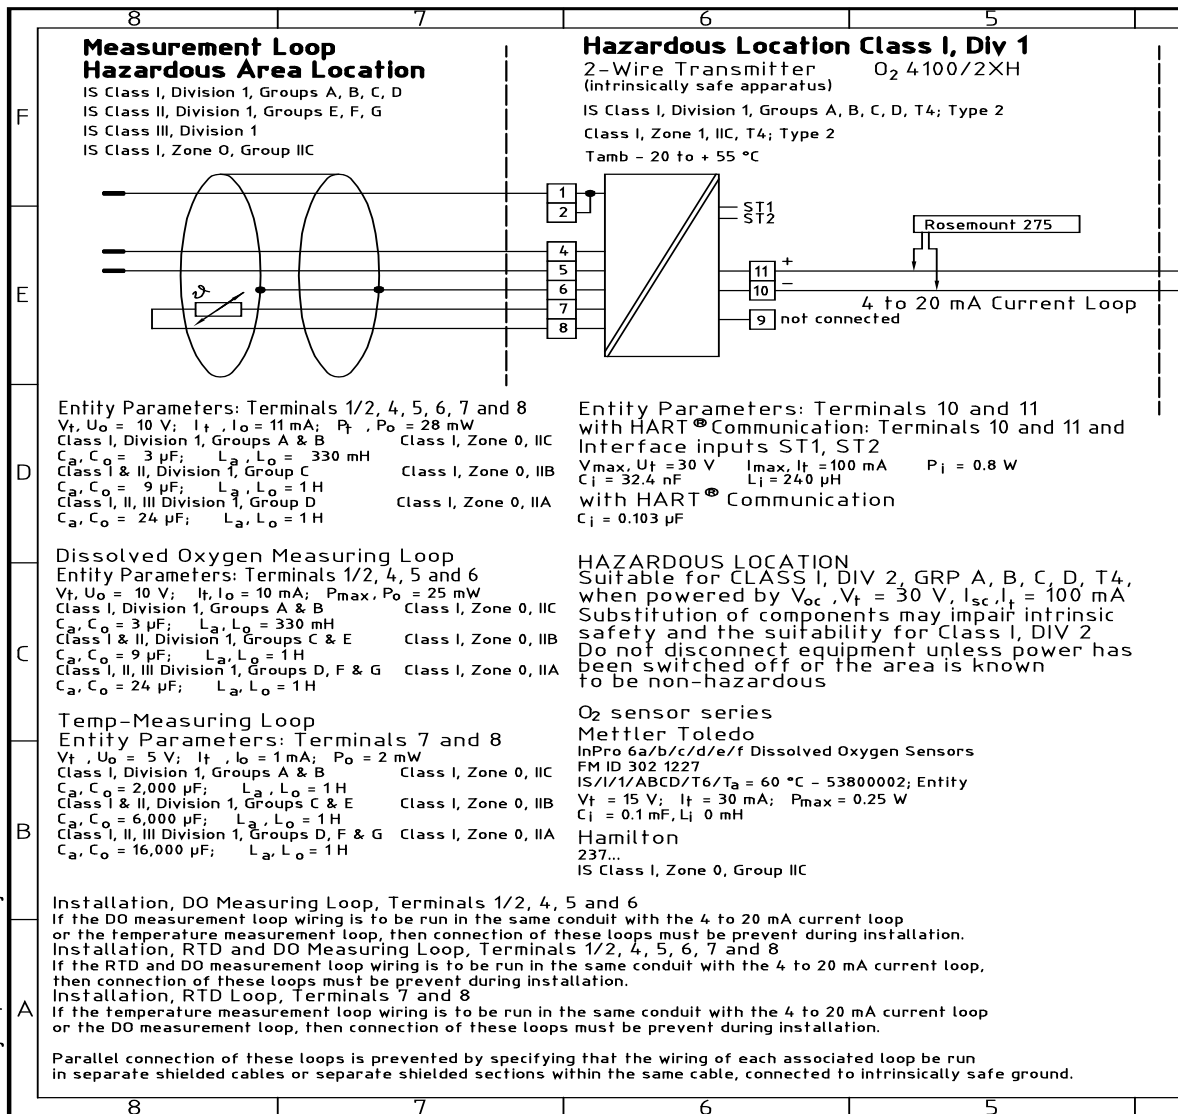 8 7 6 5
Measurement Loop
Hazardous Area Location
IS Class I, Division 1, Groups A, B, C, D
IS Class II, Division 1, Groups E, F, G
IS Class III, Division 1
IS Class I, Zone 0, Group IIC
Hazardous Location Class I, Div 1
2-Wire Transmitter O2 4100/2XH
(intrinsically safe apparatus)
IS Class I, Division 1, Groups A, B, C, D, T4; Type 2
Class I, Zone 1, IIC, T4; Type 2
Tamb - 20 to + 55 °C
F
E
D
C
B
A
1
2
4
5
6
7
8
ϑ
ST1
ST2
Rosemount 275
11 +
10 -
4 to 20 mA Current Loop
9 not connected
Entity Parameters: Terminals 1/2, 4, 5, 6, 7 and 8
Vt, Uo = 10 V; It , Io = 11 mA; Pt , Po = 28 mW
Class I, Division 1, Groups A & B Class I, Zone 0, IIC
Ca, Co = 3 µF; La , Lo = 330 mH
Class I & II, Division 1, Group C Class I, Zone 0, IIB
Ca, Co = 9 µF; La , Lo = 1 H
Class I, II, III Division 1, Group D Class I, Zone 0, IIA
Ca, Co = 24 µF; La, Lo = 1 H
Dissolved Oxygen Measuring Loop
Entity Parameters: Terminals 1/2, 4, 5 and 6
Vt, Uo = 10 V; It, Io = 10 mA; Pmax, Po = 25 mW
Class I, Division 1, Groups A & B Class I, Zone 0, IIC
Ca, Co = 3 µF; La, Lo = 330 mH
Class I & II, Division 1, Groups C & E Class I, Zone 0, IIB
Ca, Co = 9 µF; La, Lo = 1 H
Class I, II, III Division 1, Groups D, F & G Class I, Zone 0, IIA
Ca, Co = 24 µF; La, Lo = 1 H
Temp-Measuring Loop
Entity Parameters: Terminals 7 and 8
Vt , Uo = 5 V; It , Io = 1 mA; Po = 2 mW
Class I, Division 1, Groups A & B Class I, Zone 0, IIC
Ca, Co = 2,000 µF; La , Lo = 1 H
Class I & II, Division 1, Groups C & E Class I, Zone 0, IIB
Ca, Co = 6,000 µF; La , Lo = 1 H
Class I, II, III Division 1, Groups D, F & G Class I, Zone 0, IIA
Ca, Co = 16,000 µF; La, Lo = 1 H
Entity Parameters: Terminals 10 and 11
with HART® Communication: Terminals 10 and 11 and
Interface inputs ST1, ST2
Vmax, Ut = 30 V Imax, It = 100 mA Pi = 0.8 W
Ci = 32.4 nF Li = 240 µH
with HART® Communication
Ci = 0.103 µF
HAZARDOUS LOCATION
Suitable for CLASS I, DIV 2, GRP A, B, C, D, T4,
when powered by Voc , Vt = 30 V, Isc, It = 100 mA
Substitution of components may impair intrinsic
safety and the suitability for Class I, DIV 2
Do not disconnect equipment unless power has
been switched off or the area is known
to be non-hazardous
O2 sensor series
Mettler Toledo
InPro 6a/b/c/d/e/f Dissolved Oxygen Sensors
FM ID 302 1227
IS/I/1/ABCD/T6/Ta = 60 °C - 53800002; Entity
Vt = 15 V; It = 30 mA; Pmax = 0.25 W
Ci = 0.1 mF, Li 0 mH
Hamilton
237...
IS Class I, Zone 0, Group IIC
Installation, DO Measuring Loop, Terminals 1/2, 4, 5 and 6
If the DO measurement loop wiring is to be run in the same conduit with the 4 to 20 mA current loop
or the temperature measurement loop, then connection of these loops must be prevent during installation.
Installation, RTD and DO Measuring Loop, Terminals 1/2, 4, 5, 6, 7 and 8
If the RTD and DO measurement loop wiring is to be run in the same conduit with the 4 to 20 mA current loop,
then connection of these loops must be prevent during installation.
Installation, RTD Loop, Terminals 7 and 8
If the temperature measurement loop wiring is to be run in the same conduit with the 4 to 20 mA current loop
or the DO measurement loop, then connection of these loops must be prevent during installation.
Parallel connection of these loops is prevented by specifying that the wiring of each associated loop be run
in separate shielded cables or separate shielded sections within the same cable, connected to intrinsically safe ground.
8 7 6 5